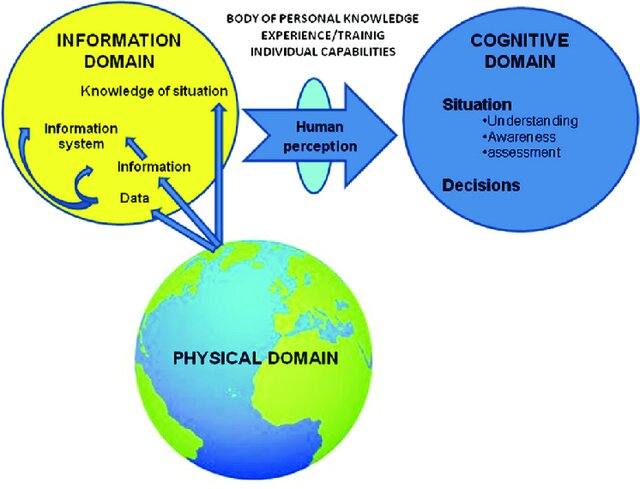 INFORMATION
DOMAIN
Knowledge of situation
Information
system
Information
Data
BODY OF PERSONAL KNOWLEDGE
EXPERIENCE/TRAINIG
INDIVIDUAL CAPABILITIES
Human
perception
COGNITIVE
DOMAIN
Situation
•Understanding
•Awareness
•assessment
Decisions
PHYSICAL DOMAIN